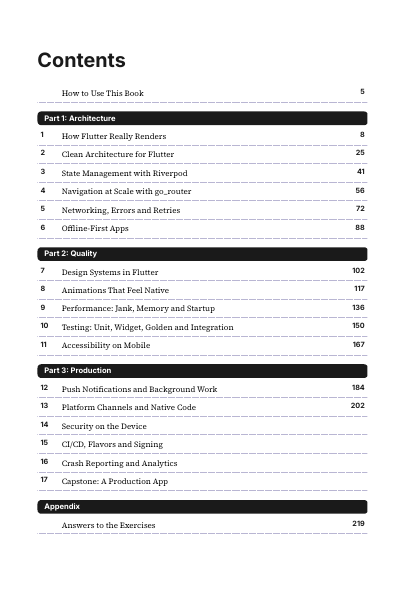 Contents
How to Use This Book 5
Part 1: Architecture
1 How Flutter Really Renders 8
2 Clean Architecture for Flutter 25
3 State Management with Riverpod 41
4 Navigation at Scale with go_router 56
5 Networking, Errors and Retries 72
6 Offline-First Apps 88
Part 2: Quality
7 Design Systems in Flutter 102
8 Animations That Feel Native 117
9 Performance: Jank, Memory and Startup 136
10 Testing: Unit, Widget, Golden and Integration 150
11 Accessibility on Mobile 167
Part 3: Production
12 Push Notifications and Background Work 184
13 Platform Channels and Native Code 202
14 Security on the Device
15 CI/CD, Flavors and Signing
16 Crash Reporting and Analytics
17 Capstone: A Production App
Appendix
Answers to the Exercises 219